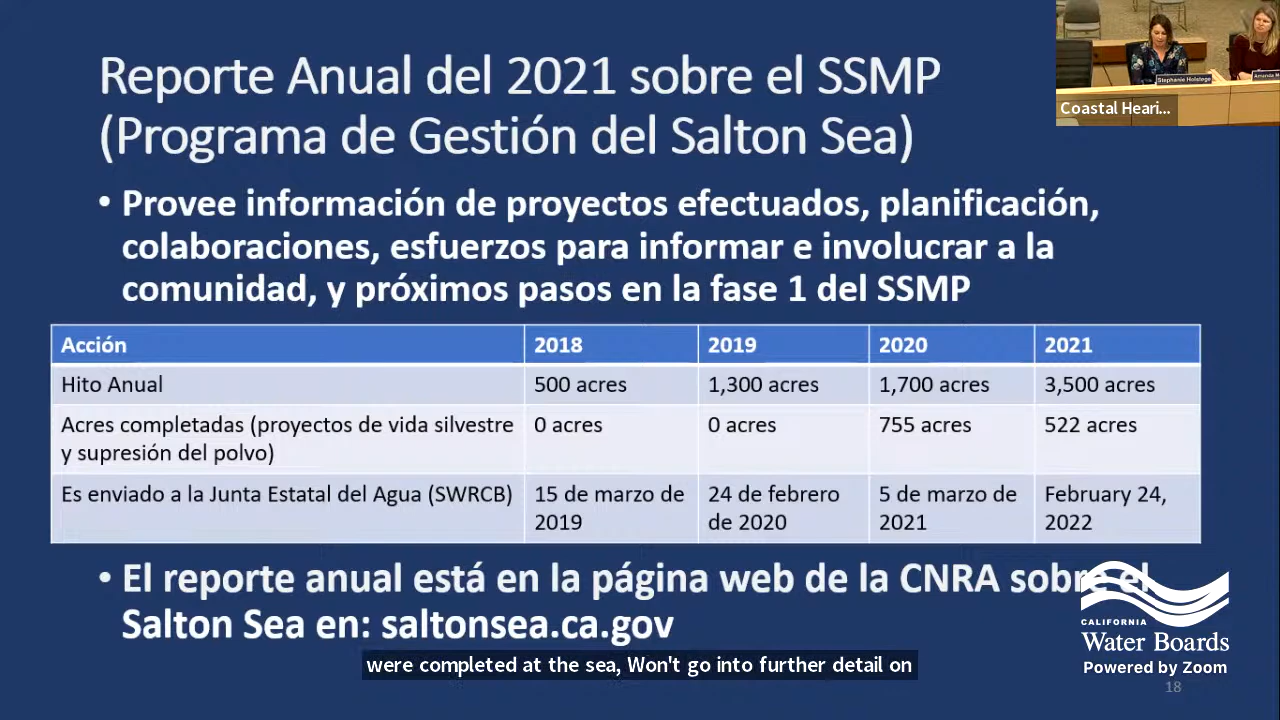 Reporte Anual del 2021 sobre el SSMP
(Programa de Gestión del Salton Sea)
• Provee información de proyectos efectuados, planificación,
colaboraciones, esfuerzos para informar e involucrar a la
comunidad, y próximos pasos en la fase 1 del SSMP
Acción 2018 2019 2020 2021
Hito Anual 500 acres 1,300 acres 1,700 acres 3,500 acres
Acres completadas (proyectos de vida silvestre
y supresión del polvo) 0 acres 0 acres 755 acres 522 acres
Es enviado a la Junta Estatal del Agua (SWRCB) 15 de marzo de
2019 24 de febrero
de 2020 5 de marzo de
2021 February 24,
2022
• El reporte anual está en la página web de la CNRA sobre el
Salton Sea en: saltonsea.ca.gov
were completed at the sea, Won't go into further detail on
CALIFORNIA
Water Boards
Powered by Zoom
18
Stephanie Holstege
Amanda
Coastal Heari...